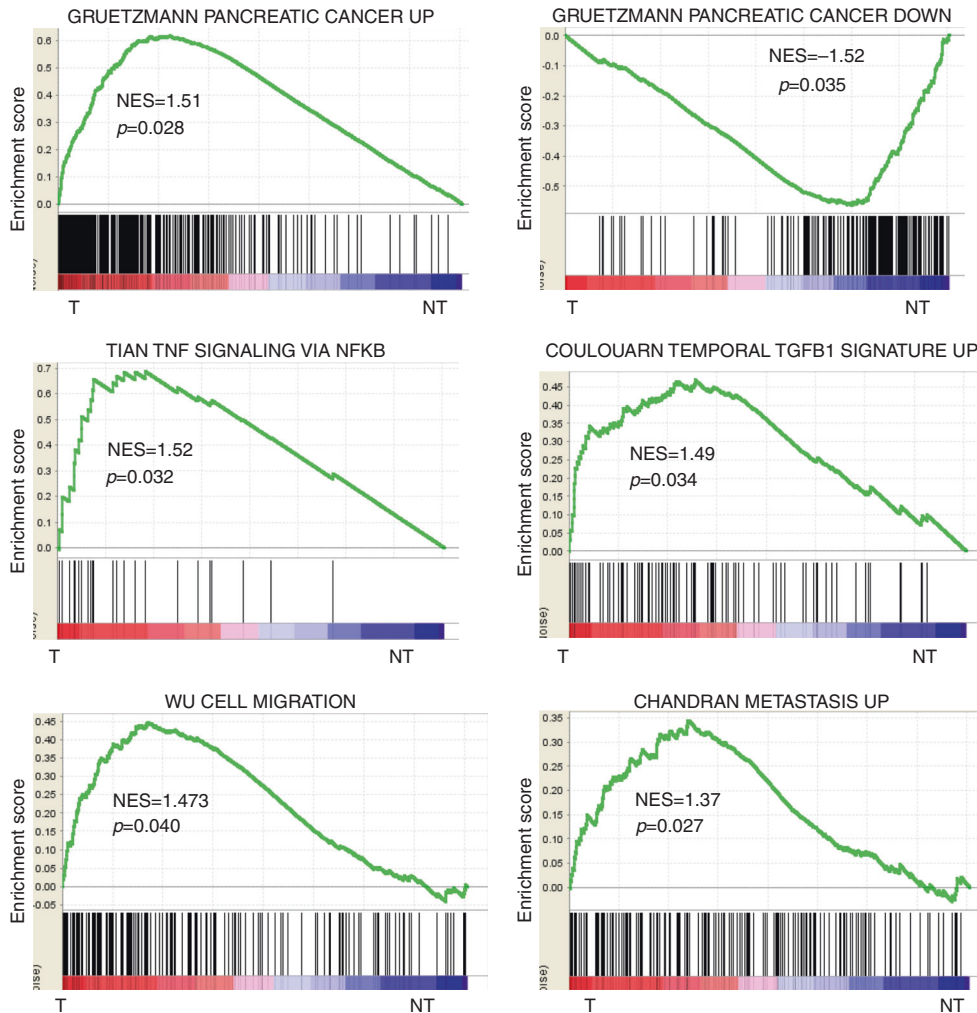 GRUETZMANN PANCREATIC CANCER UP
Enrichment score
0.6
0.5
0.4
0.3
0.2
0.1
0.0
NES=1.51
p=0.028
T
NT
GRUETZMANN PANCREATIC CANCER DOWN
Enrichment score
0.0
-0.1
-0.2
-0.3
-0.4
-0.5
NES=–1.52
p=0.035
T
NT
TIAN TNF SIGNALING VIA NFKB
Enrichment score
0.7
0.6
0.5
0.4
0.3
0.2
0.1
0.0
NES=1.52
p=0.032
T
NT
COULOUARN TEMPORAL TGFB1 SIGNATURE UP
Enrichment score
0.45
0.40
0.35
0.30
0.25
0.20
0.15
0.10
0.05
0.00
NES=1.49
p=0.034
T
NT
WU CELL MIGRATION
Enrichment score
0.45
0.40
0.35
0.30
0.25
0.20
0.15
0.10
0.05
0.00
-0.05
NES=1.473
p=0.040
T
NT
CHANDRAN METASTASIS UP
Enrichment score
0.35
0.30
0.25
0.20
0.15
0.10
0.05
0.00
NES=1.37
p=0.027
T
NT